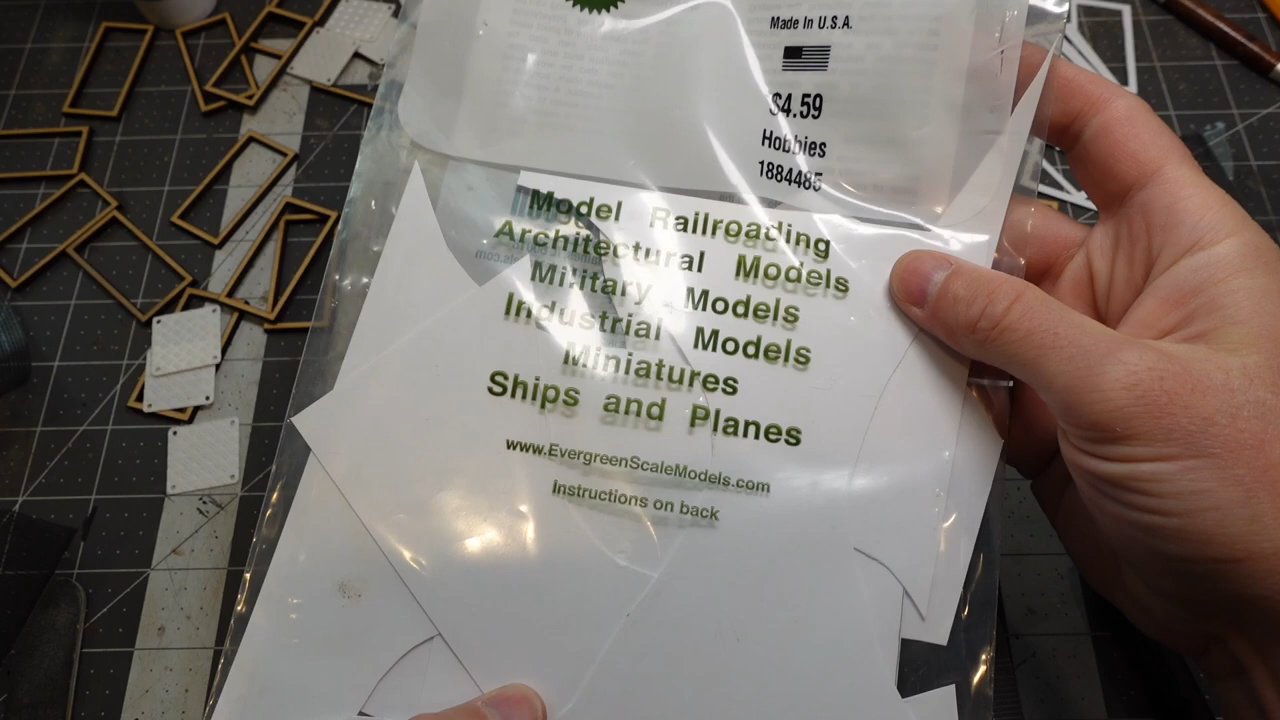 Made In U.S.A.
$4.59
Hobbies
1884485
Model Railroading
Architectural Models
Military Models
Industrial Models
Miniatures
Ships and Planes
www.EvergreenScaleModels.com
Instructions on back